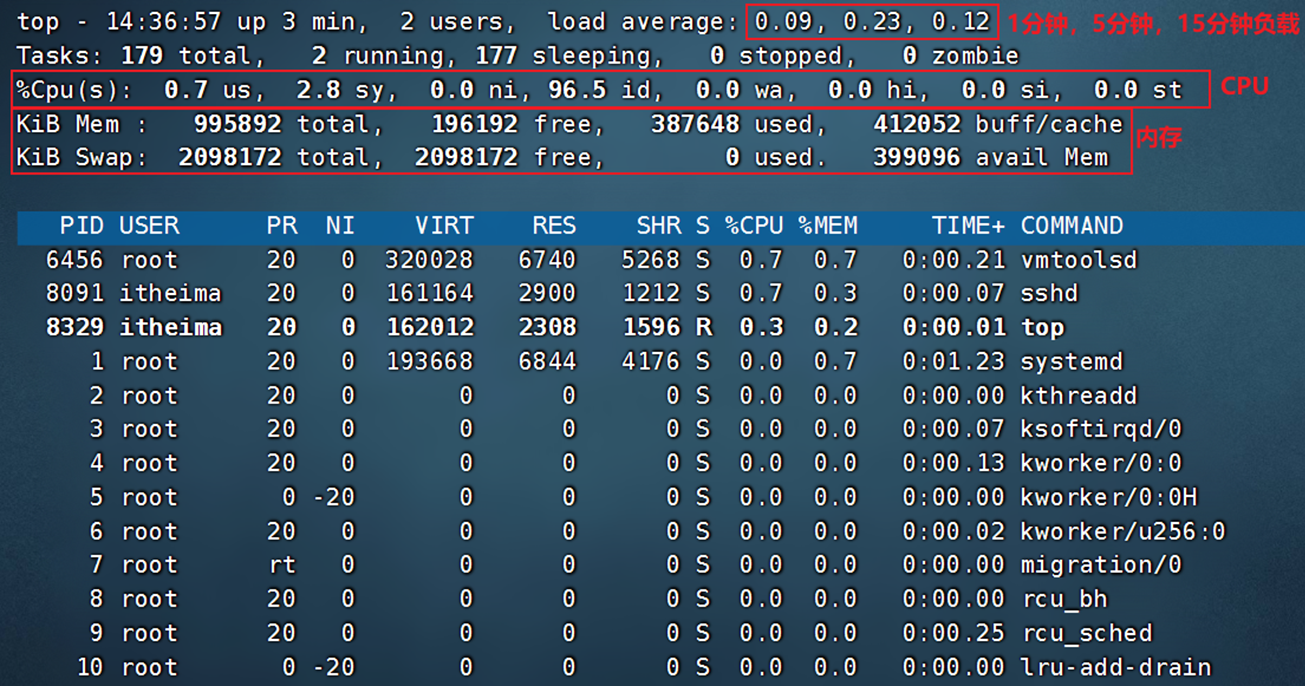 top - 14:36:57 up 3 min,  2 users,  load average: 0.09, 0.23, 0.12 1分钟，5分钟，15分钟负载
Tasks: 179 total,   2 running, 177 sleeping,   0 stopped,   0 zombie
%Cpu(s):  0.7 us,  2.8 sy,  0.0 ni, 96.5 id,  0.0 wa,  0.0 hi,  0.0 si,  0.0 st CPU
KiB Mem :   995892 total,   196192 free,   387648 used,   412052 buff/cache
内存
KiB Swap:  2098172 total,  2098172 free,        0 used.   399096 avail Mem
PID USER      PR  NI    VIRT    RES    SHR S %CPU %MEM     TIME+ COMMAND
6456 root      20   0  320028   6740   5268 S  0.7  0.7   0:00.21 vmtoolsd
8091 itheima   20   0  161164   2900   1212 S  0.7  0.3   0:00.07 sshd
8329 itheima   20   0  162012   2308   1596 R  0.3  0.2   0:00.01 top
1 root      20   0  193668   6844   4176 S  0.0  0.7   0:01.23 systemd
2 root      20   0       0      0      0 S  0.0  0.0   0:00.00 kthreadd
3 root      20   0       0      0      0 S  0.0  0.0   0:00.07 ksoftirqd/0
4 root      20   0       0      0      0 S  0.0  0.0   0:00.13 kworker/0:0
5 root       0 -20       0      0      0 S  0.0  0.0   0:00.00 kworker/0:0H
6 root      20   0       0      0      0 S  0.0  0.0   0:00.02 kworker/u256:0
7 root      rt   0       0      0      0 S  0.0  0.0   0:00.00 migration/0
8 root      20   0       0      0      0 S  0.0  0.0   0:00.00 rcu_bh
9 root      20   0       0      0      0 S  0.0  0.0   0:00.25 rcu_sched
10 root       0 -20       0      0      0 S  0.0  0.0   0:00.00 lru-add-drain